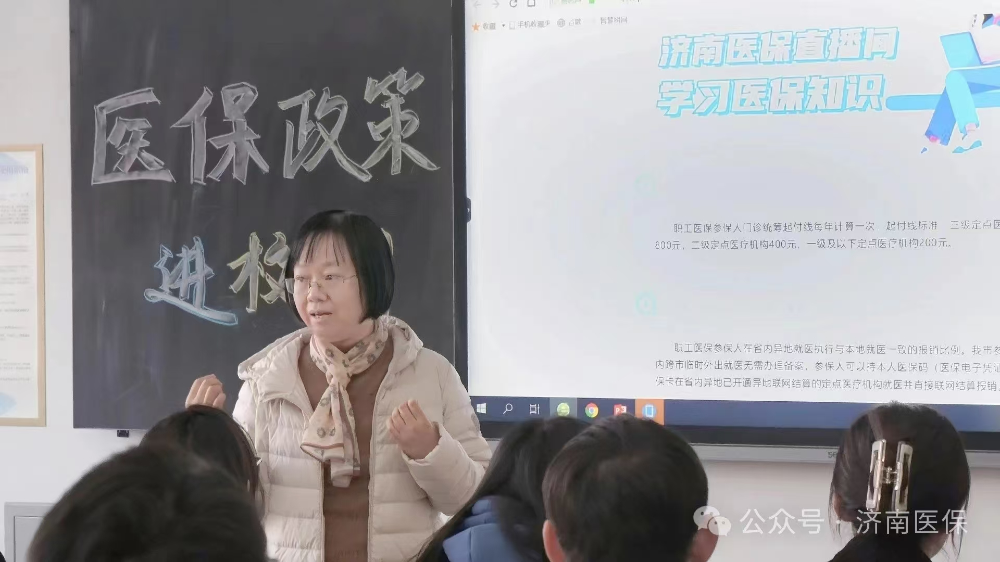 医保政策
进校
收藏
手机收藏夹
谷歌
智慧树网
济南医保直播间
学习医保知识
职工医保参保人门诊统筹起付线每年计算一次，起付线标准 三级定点医
800元，二级定点医疗机构400元，一级及以下定点医疗机构200元。
职工医保参保人在省内异地就医执行与本地就医一致的报销比例。我市参
内跨市临时外出就医无需办理备案，参保人可以持本人医保码（医保电子凭证
保卡在省内异地已开通异地联网结算的定点医疗机构就医并直接联网结算报销。
公众号·济南医保